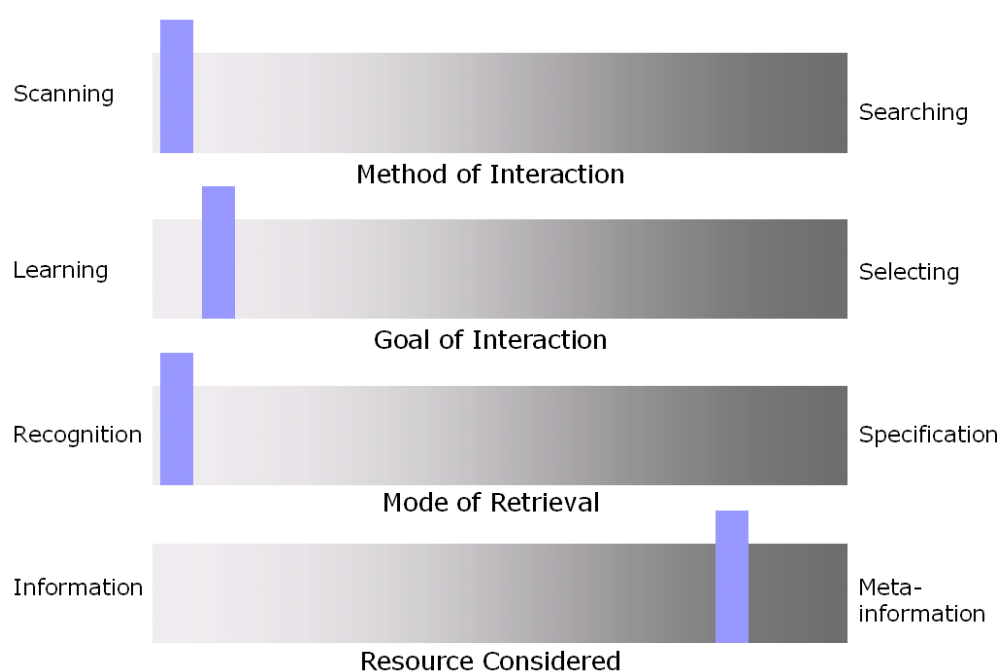 Scanning
Searching
Method of Interaction
Learning
Selecting
Goal of Interaction
Recognition
Specification
Mode of Retrieval
Information
Meta-
information
Resource Considered